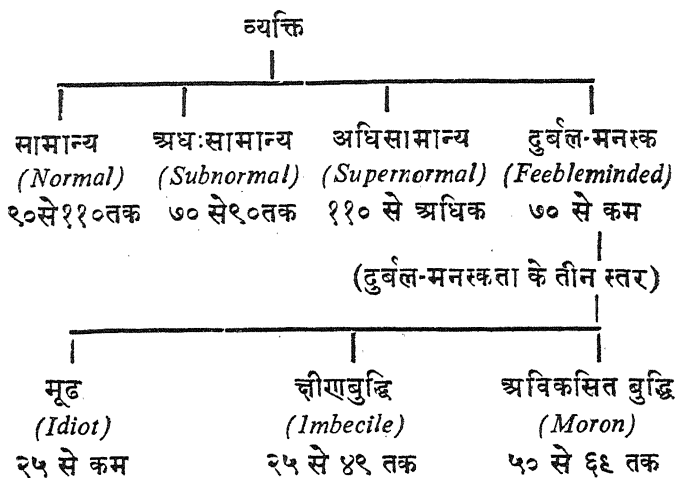 व्यक्ति
सामान्य अधःसामान्य अधिसामान्य दुर्बल-मनस्क
(Normal) (Subnormal) (Supernormal) (Feebleminded)
९०से११०तक ७० से९०तक ११० से अधिक ७० से कम
(दुर्बल-मनस्कता के तीन स्तर)
मूढ क्षीणबुद्धि अविकसित बुद्धि
(Idiot) (1mbecile) (Moron)
२५ से कम २५ से ४९ तक ५० से ६९ तक